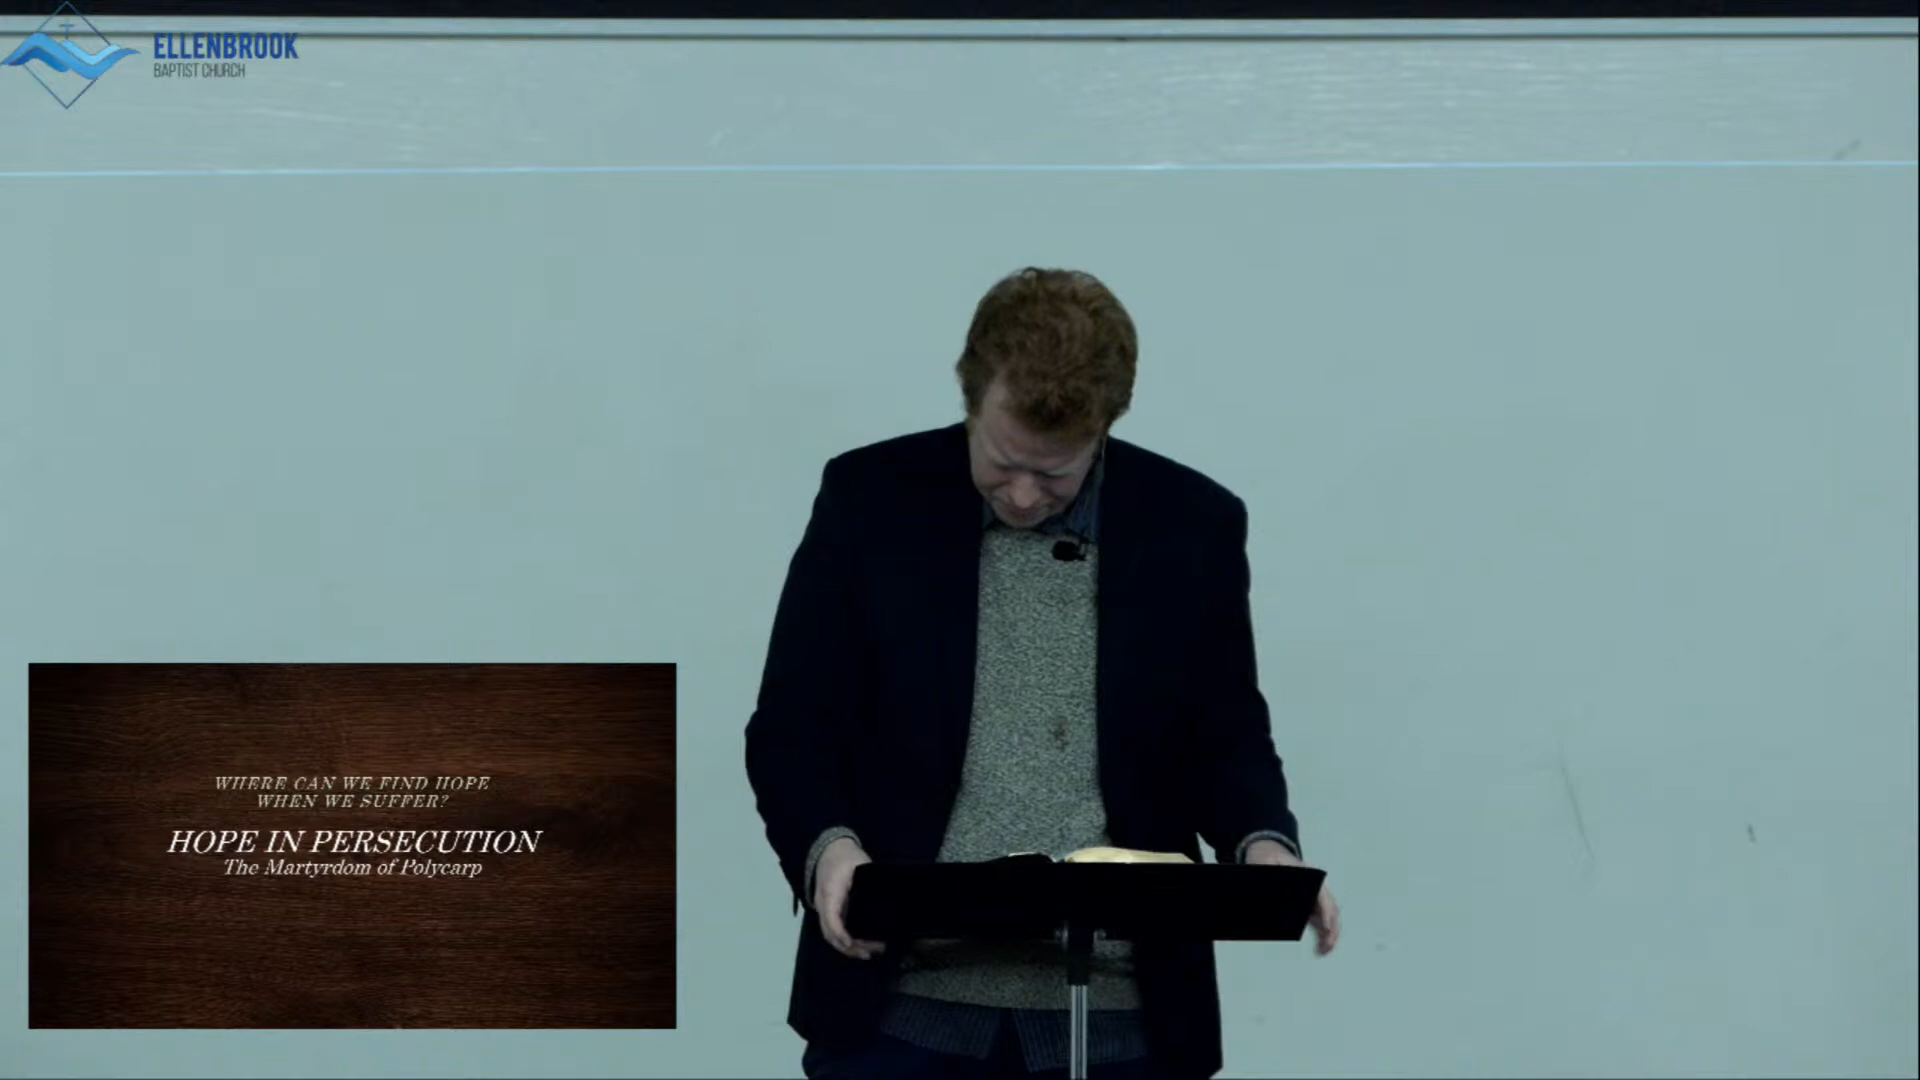 ELLENBROOK
BAPTIST CHURCH
WHERE CAN WE FIND HOPE
WHEN WE SUFFER?
HOPE IN PERSECUTION
The Martyrdom of Polycarp